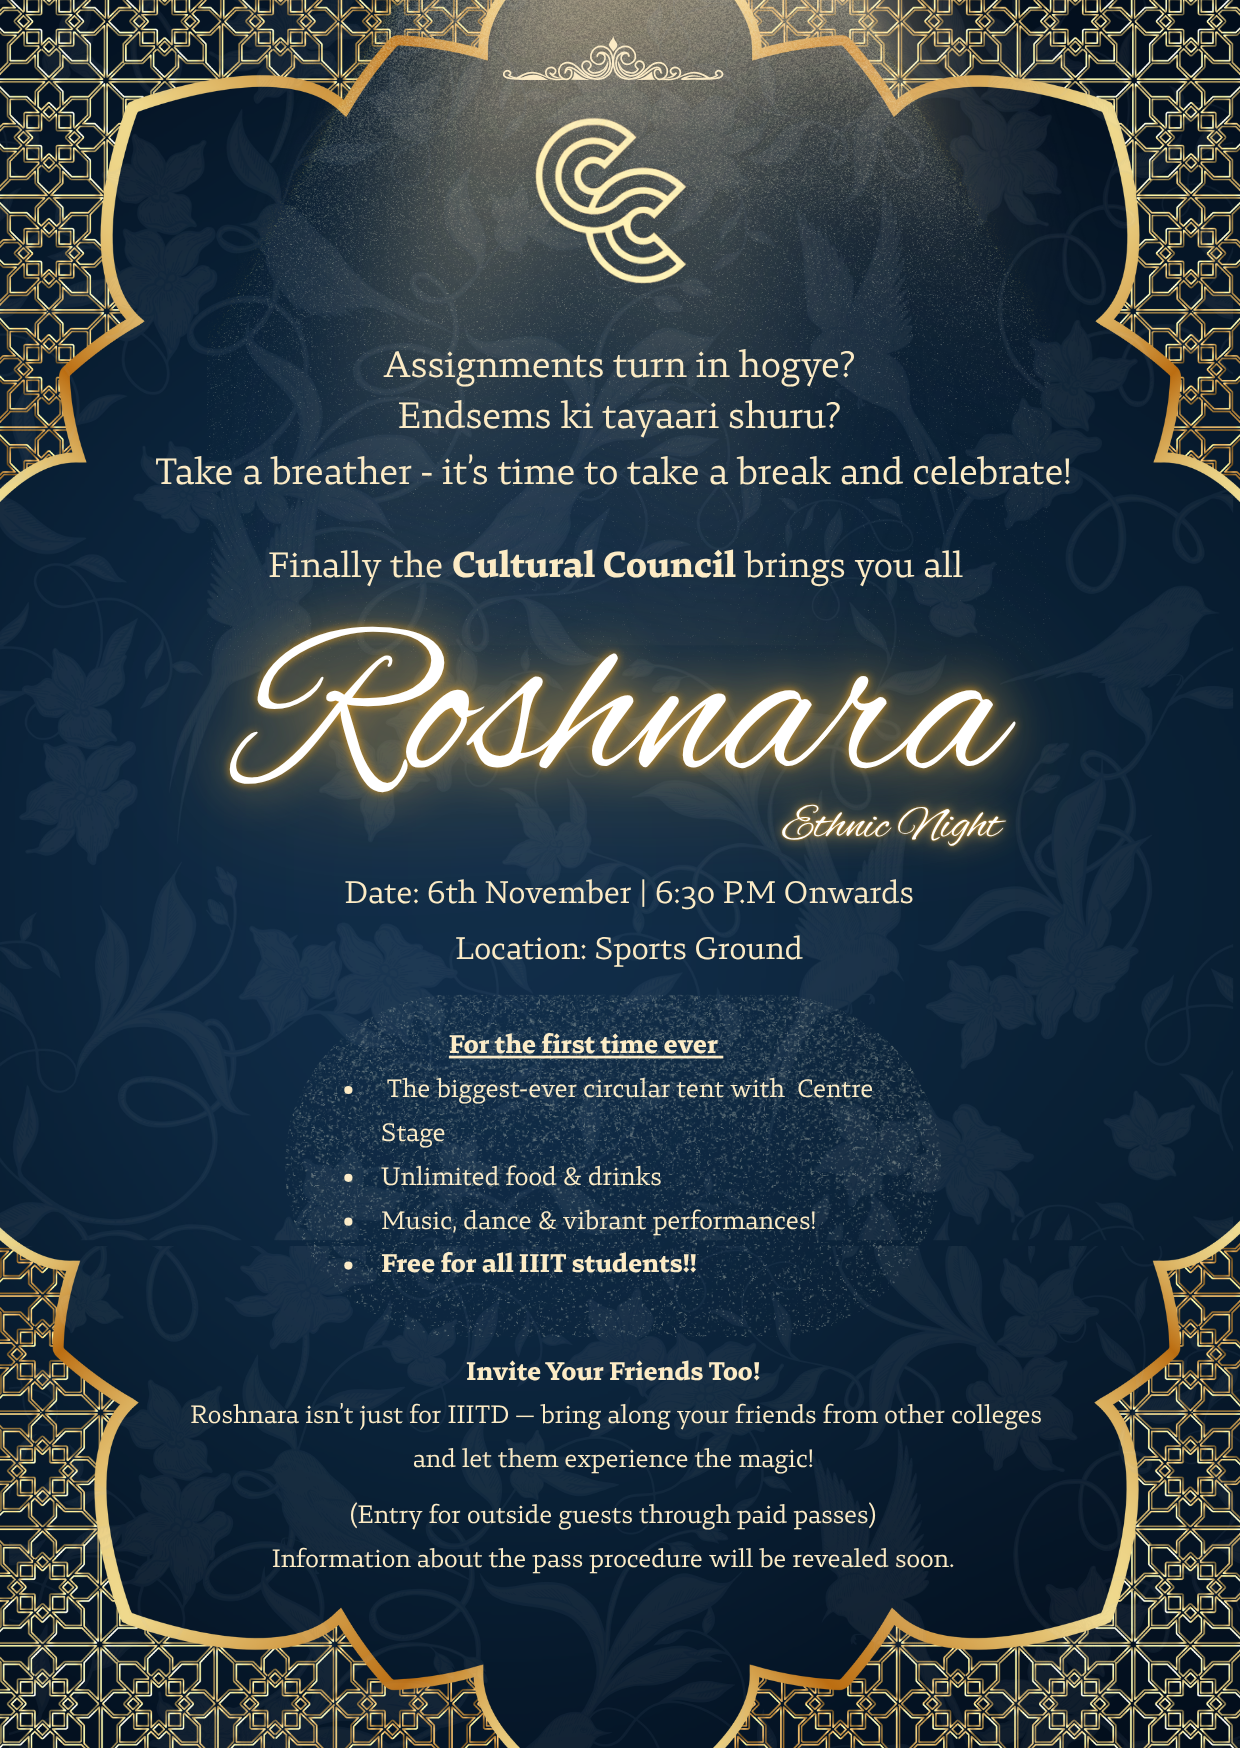 Assignments turn in hogye?
Endsems ki tayaari shuru?
Take a breather - it's time to take a break and celebrate!
Finally the Cultural Council brings you all
Roshnara
Ethnic Night
Date: 6th November | 6:30 P.M Onwards
Location: Sports Ground
For the first time ever
• The biggest-ever circular tent with Centre
Stage
• Unlimited food & drinks
• Music, dance & vibrant performances!
• Free for all IIIT students!!
Invite Your Friends Too!
Roshnara isn't just for IIITD — bring along your friends from other colleges
and let them experience the magic!
(Entry for outside guests through paid passes)
Information about the pass procedure will be revealed soon.